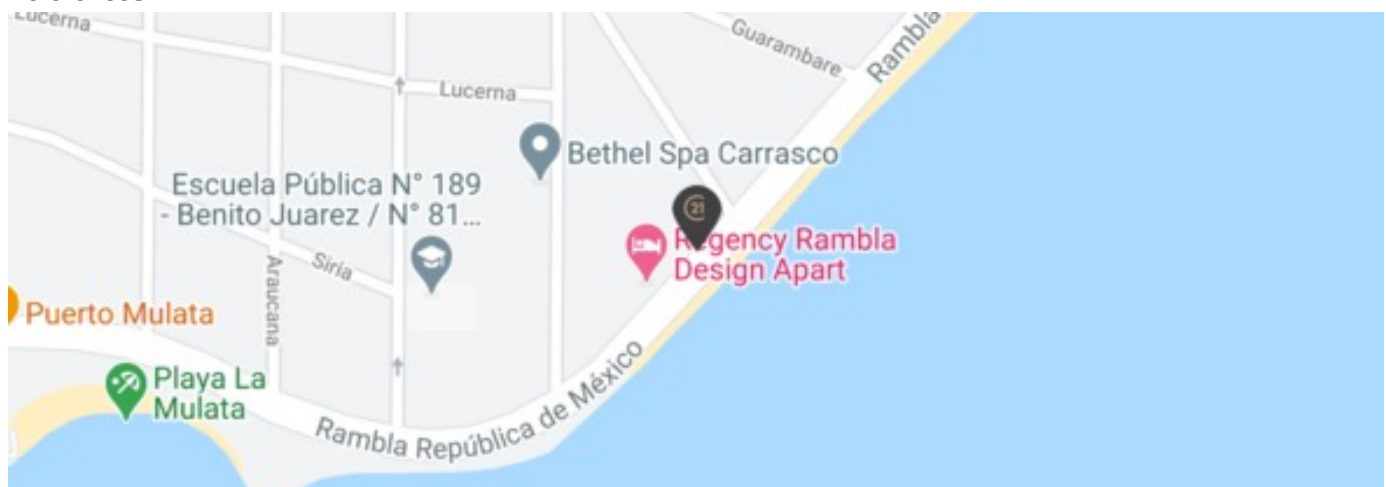 Lucerna
Guarambare
Rambla
Lucerna
Bethel Spa Carrasco
Escuela Pública N° 189
- Benito Juarez / N° 81...
21
Regency Rambla
Design Apart
Siria
Araucana
Puerto Mulata
Playa La
Mulata
Rambla República de México